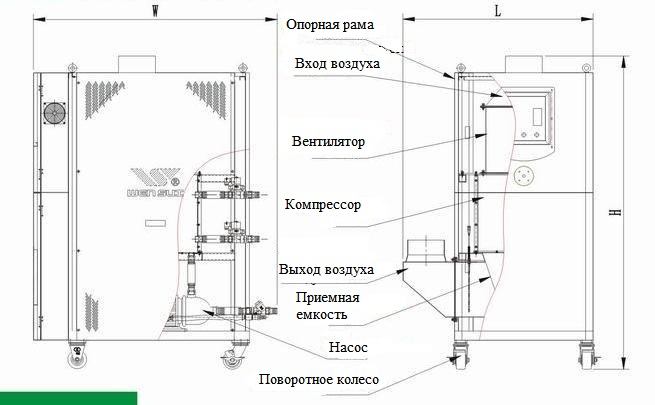 W
L
H
Опорная рама
Вход воздуха
Вентилятор
Компрессор
Выход воздуха
Приемная
емкость
Насос
Поворотное колесо
®
WENSUI